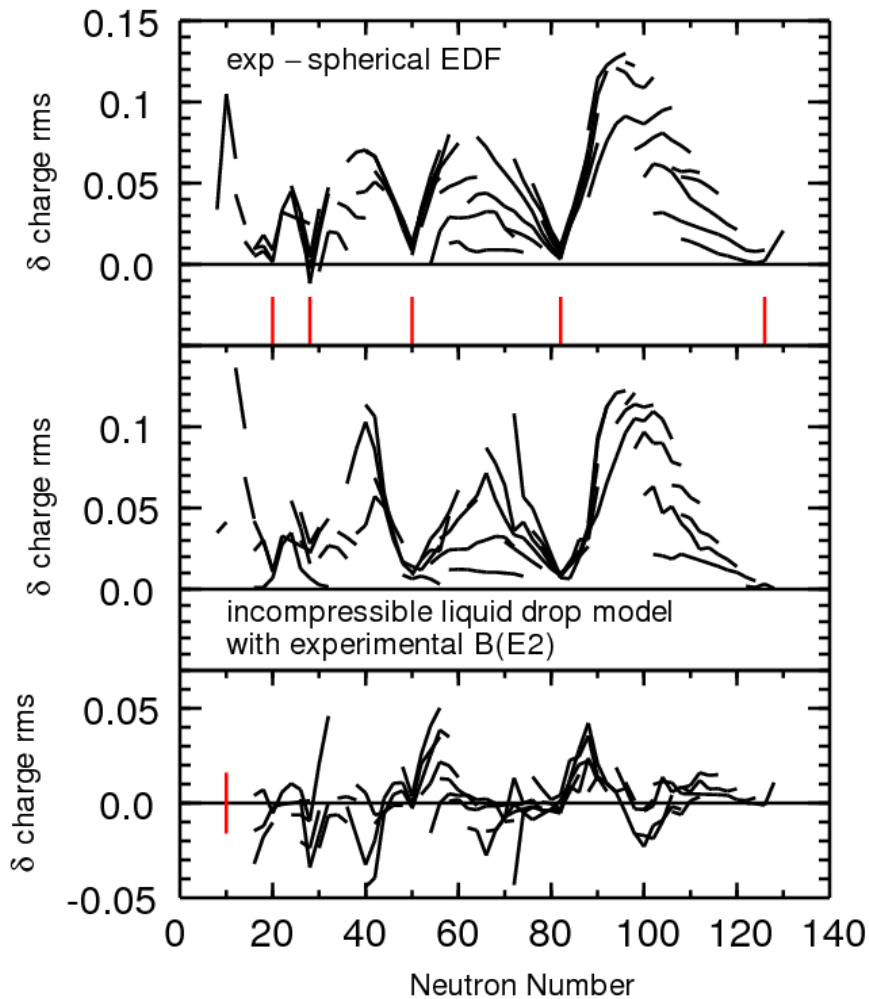 0.15
exp – spherical EDF
0.1
δ charge rms
0.05
0.0
0.1
δ charge rms
0.05
0.0
incompressible liquid drop model
with experimental B(E2)
0.05
δ charge rms
0.0
-0.05
0 20 40 60 80 100 120 140
Neutron Number